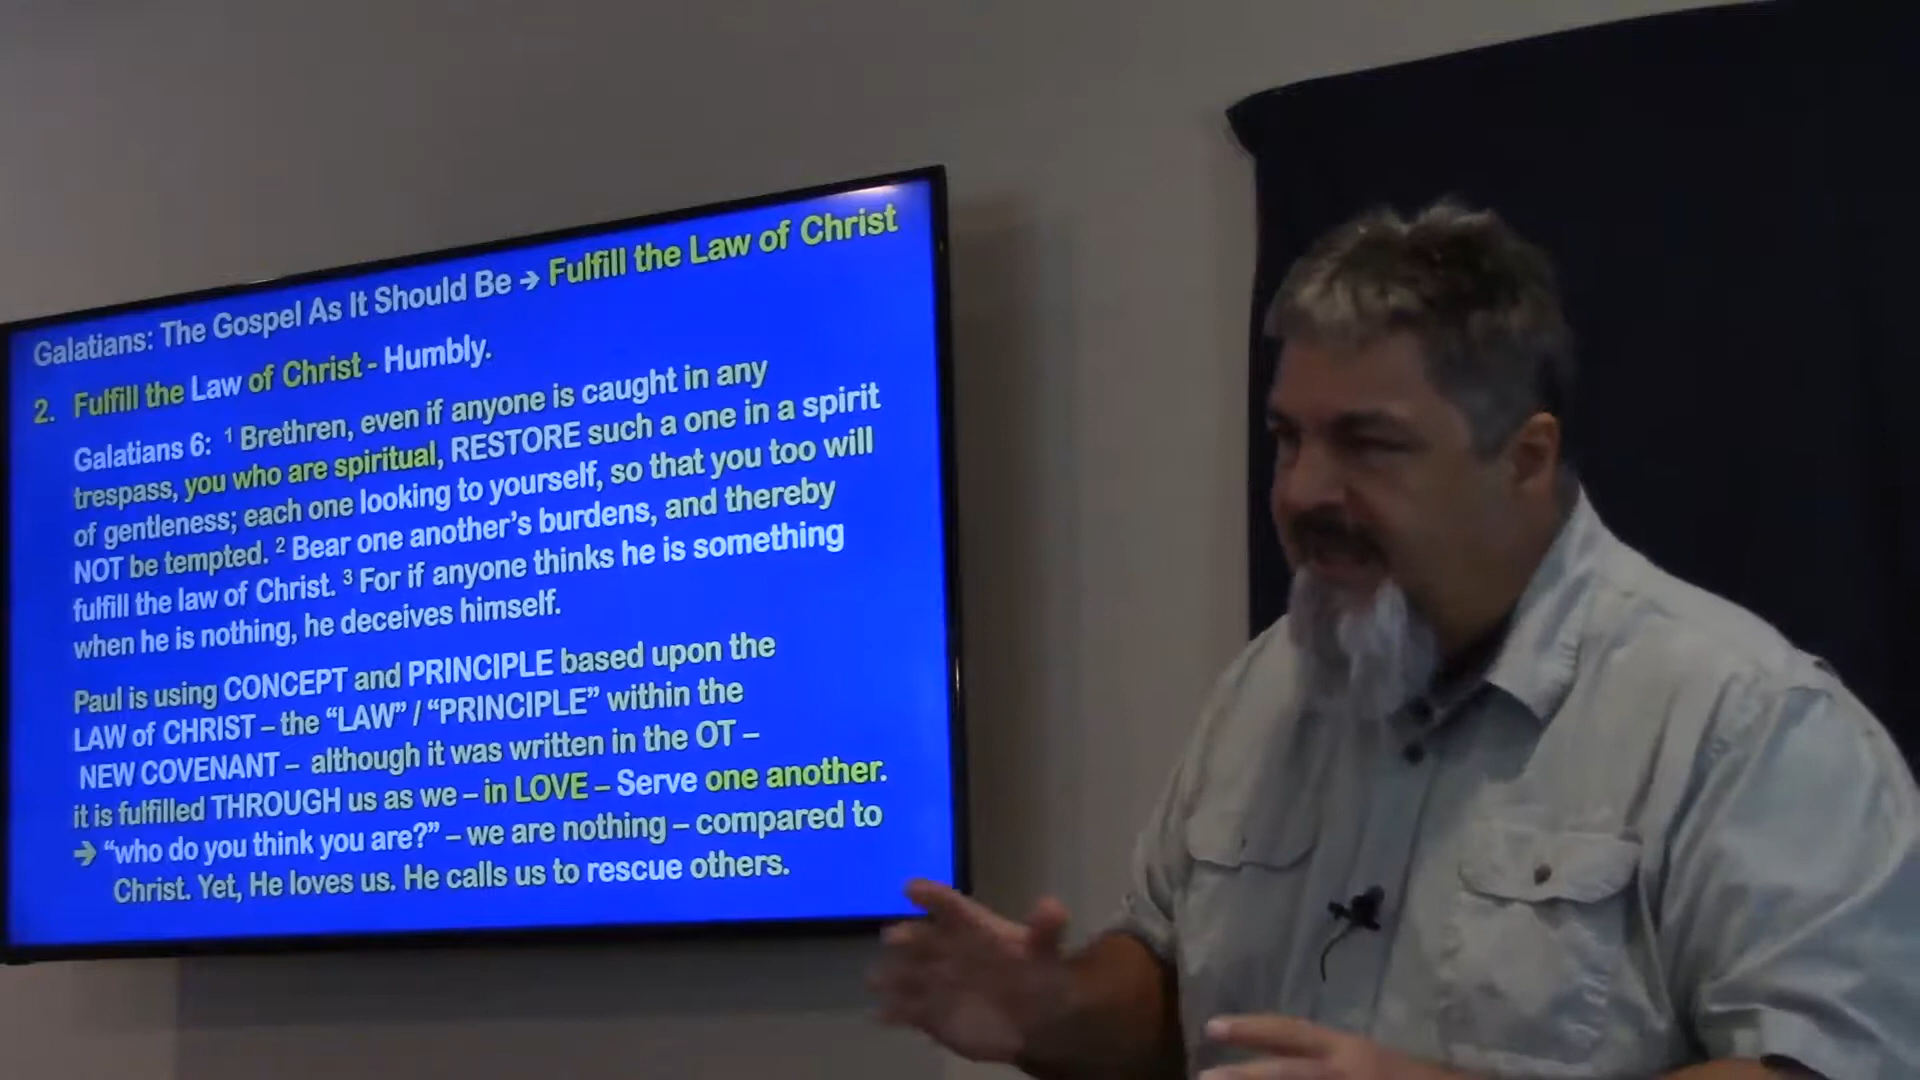 Galatians: The Gospel As It Should Be ➔ Fulfill the Law of Christ
2. Fulfill the Law of Christ - Humbly.
Galatians 6: ¹ Brethren, even if anyone is caught in any
trespass, you who are spiritual, RESTORE such a one in a spirit
of gentleness; each one looking to yourself, so that you too will
NOT be tempted. ² Bear one another’s burdens, and thereby
fulfill the law of Christ. ³ For if anyone thinks he is something
when he is nothing, he deceives himself.
Paul is using CONCEPT and PRINCIPLE based upon the
LAW of CHRIST – the “LAW” / “PRINCIPLE” within the
NEW COVENANT – although it was written in the OT –
it is fulfilled THROUGH us as we – in LOVE – Serve one another.
➔ “who do you think you are?” – we are nothing – compared to
Christ. Yet, He loves us. He calls us to rescue others.